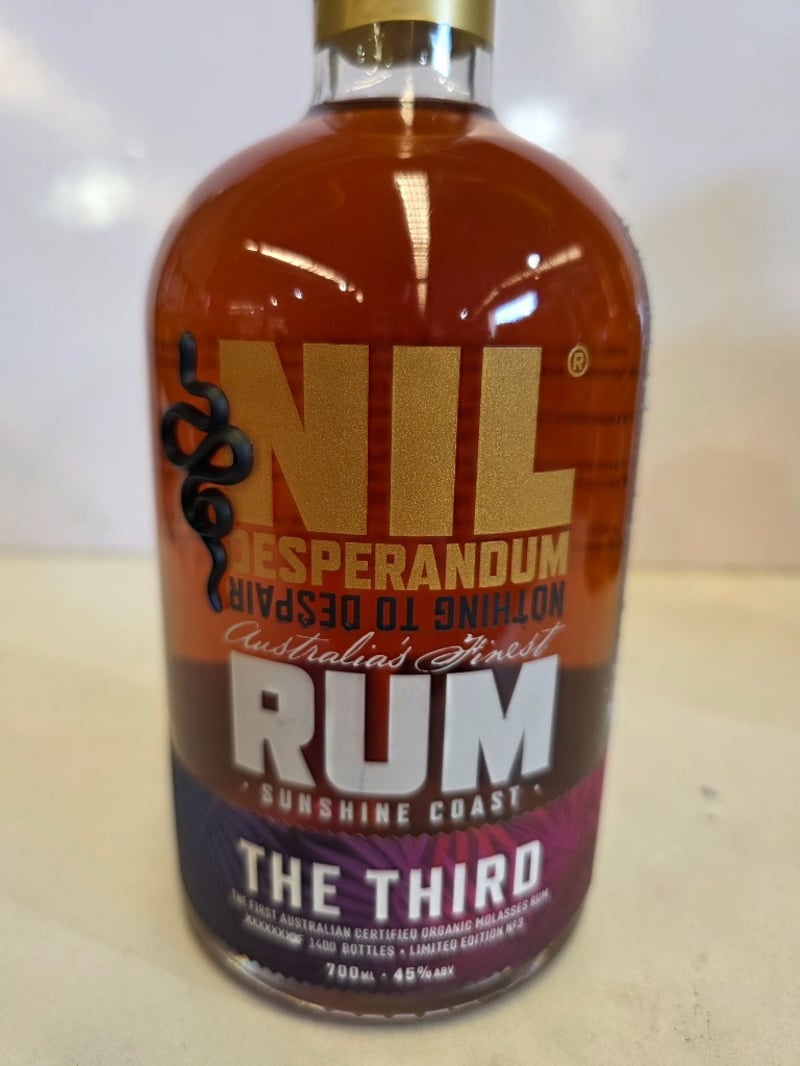 NIL®
DESPERANDUM
NOTHING TO DESPAIR
Australia's Finest
RUM
· SUNSHINE COAST ·
THE THIRD
THE FIRST AUSTRALIAN CERTIFIED ORGANIC MOLASSES RUM
1400 BOTTLES • LIMITED EDITION Nº3
700ML · 45%ABV